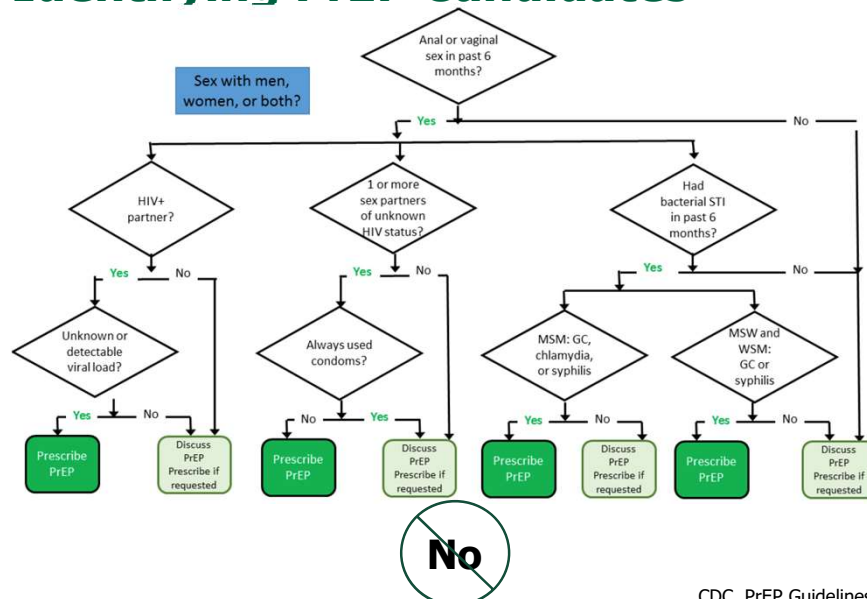 Identifying PrEP Candidates
Anal or vaginal
sex in past 6
months?
Sex with men,
women, or both?
Yes
No
HIV+
partner?
1 or more
sex partners
of unknown
HIV status?
Had
bacterial STI
in past 6
months?
Yes
No
Yes
No
Yes
No
Unknown or
detectable
viral load?
Always used
condoms?
MSM: GC,
chlamydia,
or syphilis
MSW and
WSM:
GC or
syphilis
Yes
No
No
Yes
Yes
No
Yes
No
Prescribe
PrEP
Discuss
PrEP
Prescribe if
requested
Prescribe
PrEP
Discuss
PrEP
Prescribe if
requested
Prescribe
PrEP
Discuss
PrEP
Prescribe if
requested
Prescribe
PrEP
Discuss
PrEP
Prescribe if
requested
No
CDC, PrEP